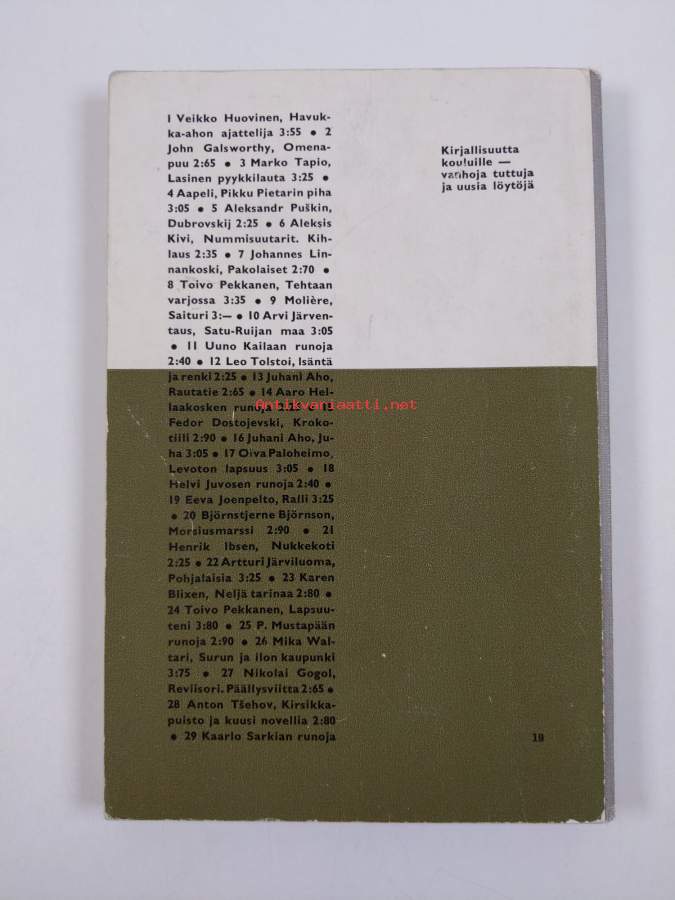 1 Veikko Huovinen, Havuk-
ka-ahon ajattelija 3:55 • 2
John Galsworthy, Omena-
puu 2:65 • 3 Marko Tapio,
Lasinen pyykkilauta 3:25 •
4 Aapeli, Pikku Pietarin piha
3:05 • 5 Aleksandr Puškin,
Dubrovskij 2:25 • 6 Aleksis
Kivi, Nummisuutarit. Kih-
laus 2:35 • 7 Johannes Lin-
nankoski, Pakolaiset 2:70 •
8 Toivo Pekkanen, Tehtaan
varjossa 3:35 • 9 Molière,
Saituri 3:— • 10 Arvi Järven-
taus, Satu-Ruijan maa 3:05
• 11 Uuno Kailaan runoja
2:40 • 12 Leo Tolstoi, Isäntä
ja renki 2:25 • 13 Juhani Aho,
Rautatie 2:65 • 14 Aaro Hel-
laakosken runoja
Fedor Dostojevski, Kroko-
tiili 2:90 • 16 Juhani Aho, Ju-
ha 3:05 • 17 Oiva Paloheimo,
Levoton lapsuus 3:05 • 18
Helvi Juvosen runoja 2:40 •
19 Eeva Joenpelto, Ralli 3:25
• 20 Björnstjerne Björnson,
Morsiusmarssi 2:90 • 21
Henrik Ibsen, Nukkekoti
2:25 • 22 Artturi Järviluoma,
Pohjalaisia 3:25 • 23 Karen
Blixen, Neljä tarinaa 2:80 •
24 Toivo Pekkanen, Lapsuu-
teni 3:80 • 25 P. Mustapään
runoja 2:90 • 26 Mika Wal-
tari, Surun ja ilon kaupunki
3:75 • 27 Nikolai Gogol,
Reviisori. Päällysviitta 2:65 •
28 Anton Tšehov, Kirsikka-
puisto ja kuusi novellia 2:80
• 29 Kaarlo Sarkian runoja
Kirjallisuutta
kouluille —
vanhoja tuttuja
ja uusia löytöjä
19
Antikvariaatti.net